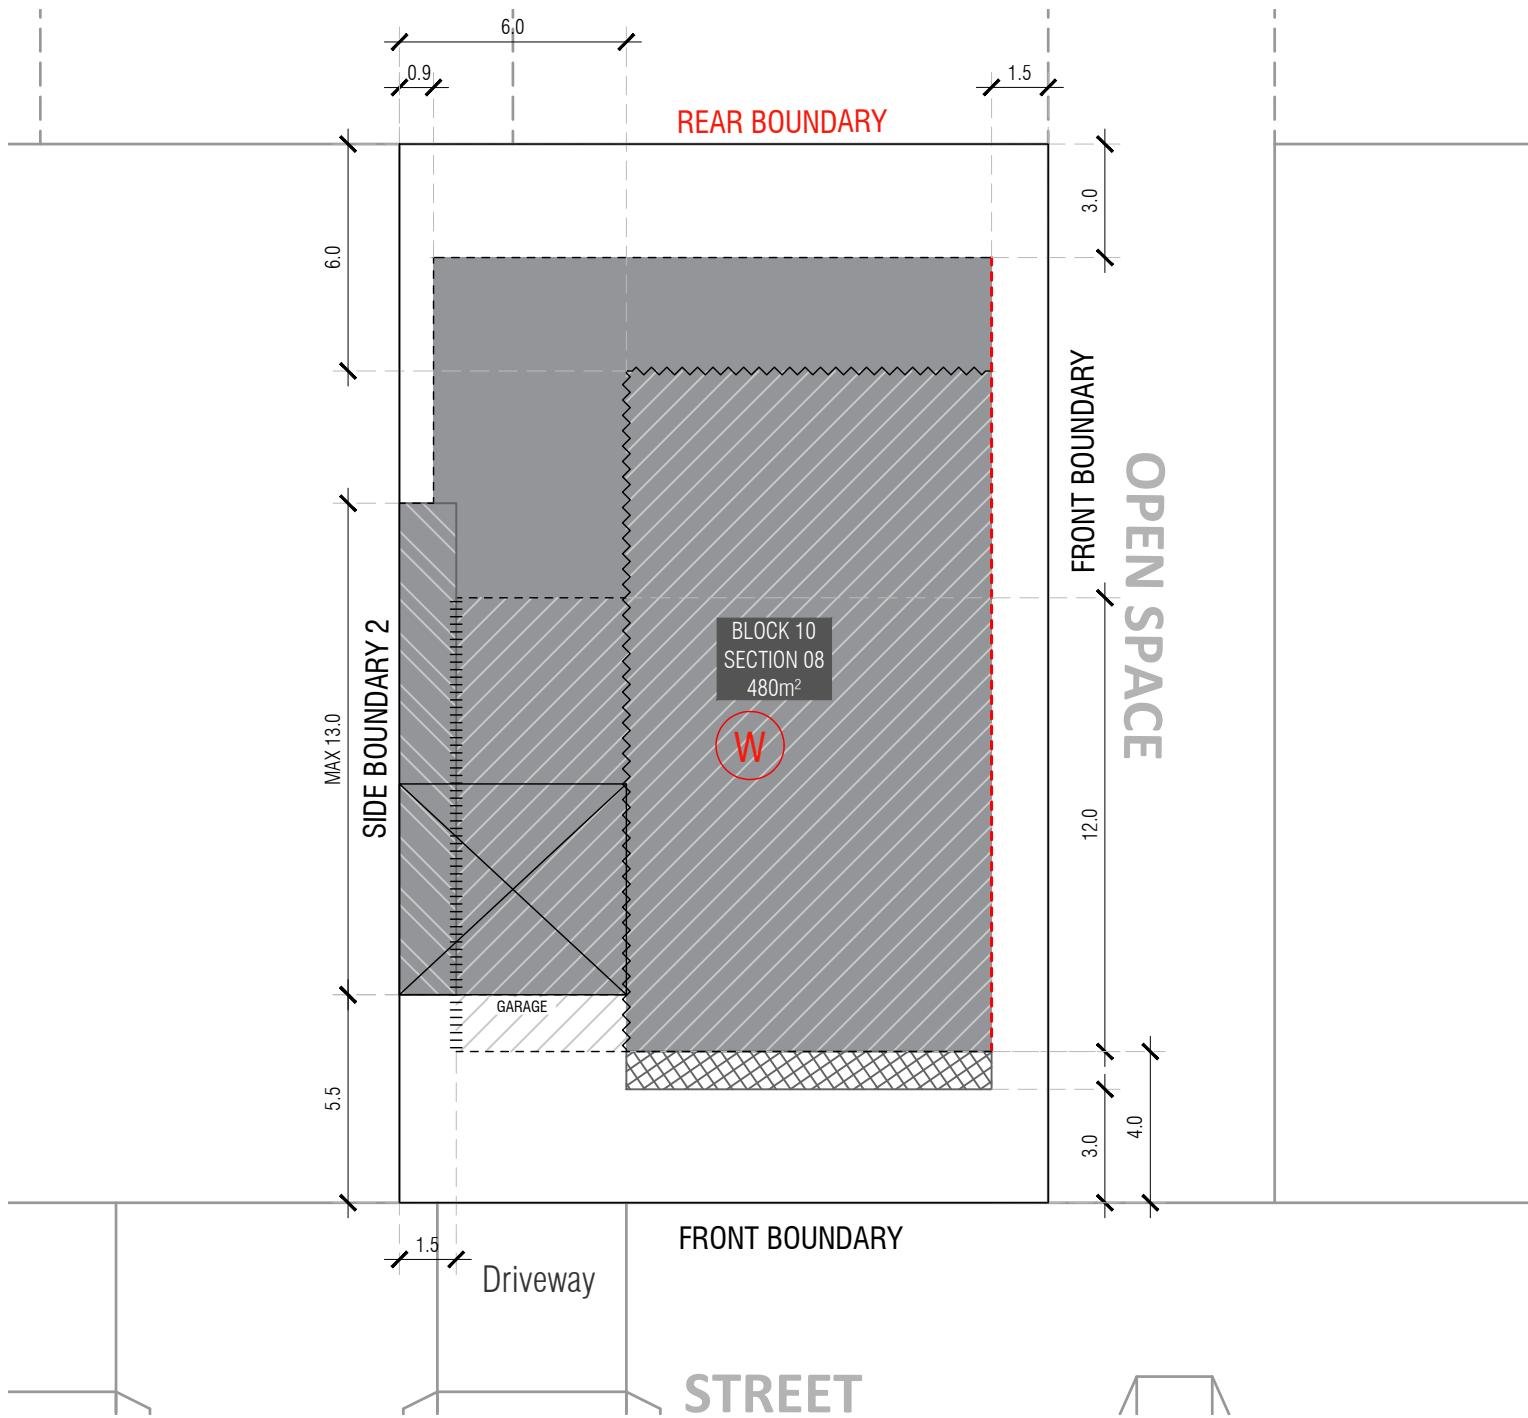 6.0
0.9
1.5
REAR BOUNDARY
3.0
6.0
FRONT BOUNDARY
OPEN SPACE
BLOCK 10
SECTION 08
480m²
W
SIDE BOUNDARY 2
MAX 13.0
12.0
GARAGE
5.5
3.0
4.0
1.5
FRONT BOUNDARY
Driveway
STREET